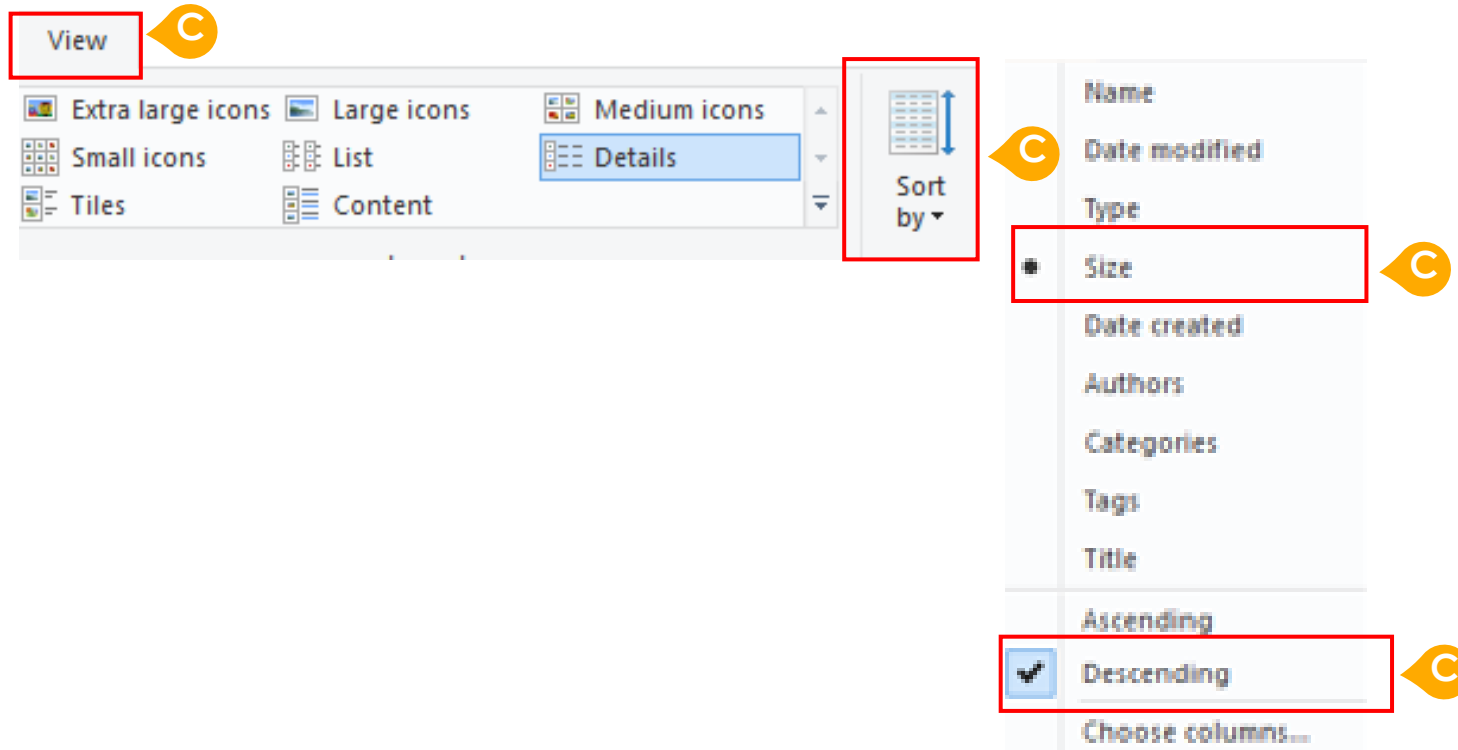 View
C
Extra large icons Large icons Medium icons
Small icons List Details
Tiles Content
Sort
by
C
Name
Date modified
Type
Size
C
Date created
Authors
Categories
Tags
Title
Ascending
Descending
C
Choose columns...